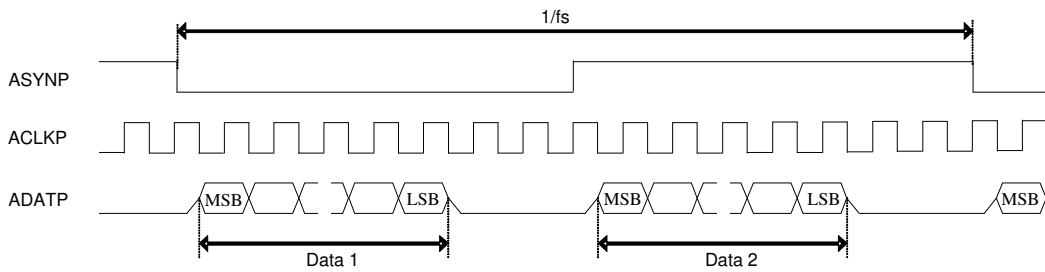 1/fs
ASYNP
ACLKP
ADATP
MSB LSB MSB LSB MSB
Data 1 Data 2